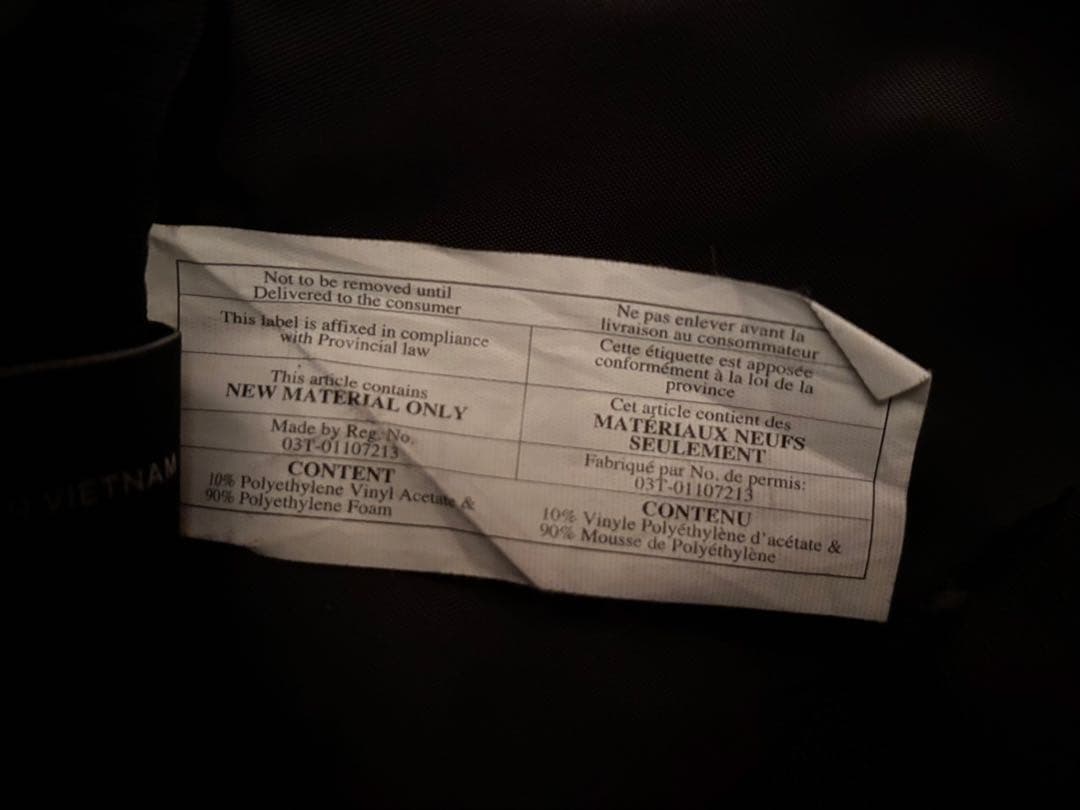 Not to be removed until
Delivered to the consumer
This label is affixed in compliance
with Provincial law
This article contains
NEW MATERIAL ONLY
Made by Reg. No.
03T-01107213
CONTENT
10% Polyethylene Vinyl Acetate &
90% Polyethylene Foam
Ne pas enlever avant la
livraison au consommateur
Cette étiquette est apposée
conformément à la loi de la
province
Cet article contient des
MATÉRIAUX NEUFS
SEULEMENT
Fabriqué par No. de permis:
03T-01107213
CONTENU
10% Vinyle Polyéthylène d'acétate &
90% Mousse de Polyéthylène
VIETNAM